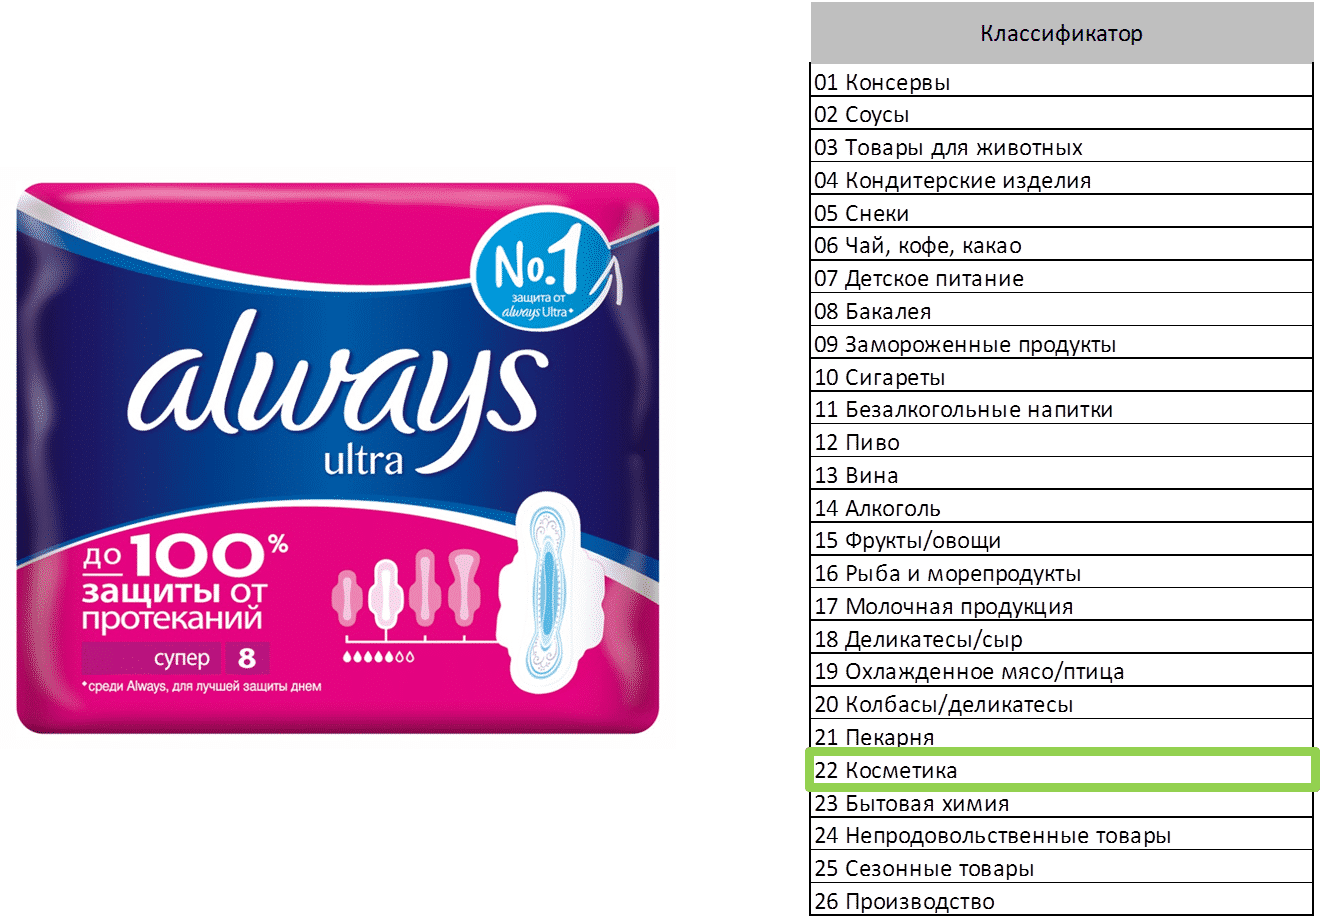 No.1
защита от
always Ultra*
always
ultra
до 100%
защиты от
протеканий
супер 8
*среди Always, для лучшей защиты днем
Классификатор
01 Консервы
02 Соусы
03 Товары для животных
04 Кондитерские изделия
05 Снеки
06 Чай, кофе, какао
07 Детское питание
08 Бакалея
09 Замороженные продукты
10 Сигареты
11 Безалкогольные напитки
12 Пиво
13 Вина
14 Алкоголь
15 Фрукты/овощи
16 Рыба и морепродукты
17 Молочная продукция
18 Деликатесы/сыр
19 Охлажденное мясо/птица
20 Колбасы/деликатесы
21 Пекарня
22 Косметика
23 Бытовая химия
24 Непродовольственные товары
25 Сезонные товары
26 Производство